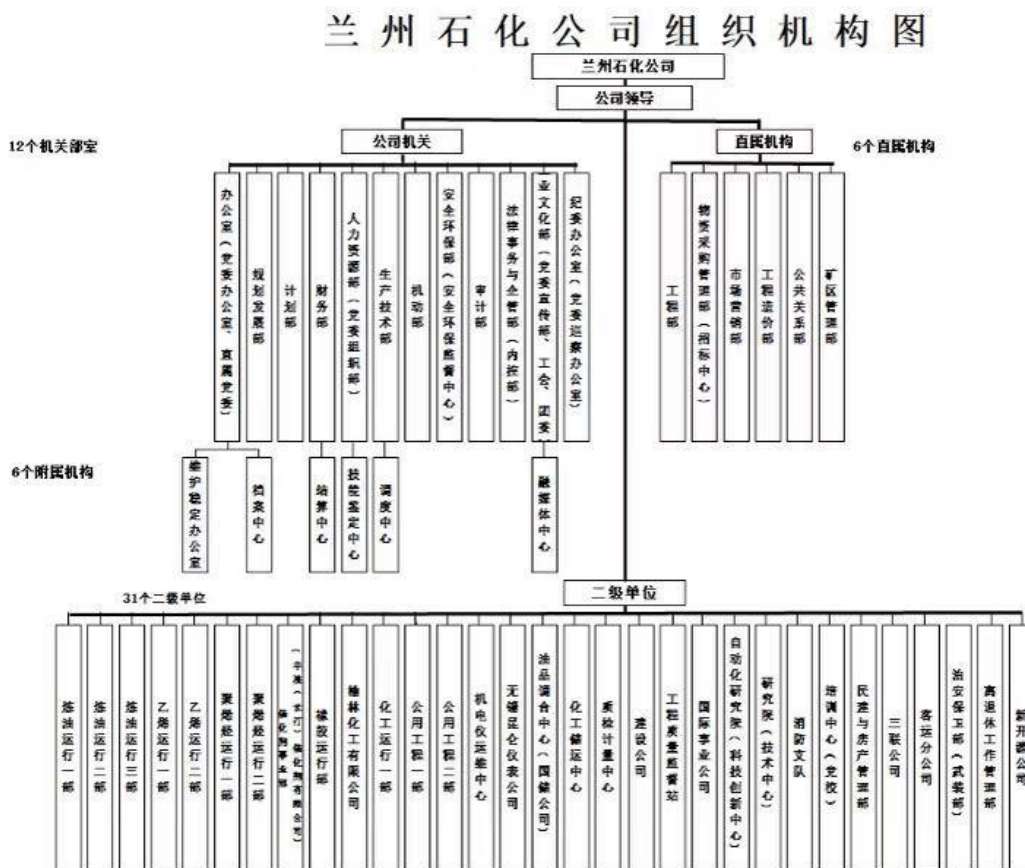 兰州石化公司组织机构图
兰州石化公司
公司领导
12个机关部室
公司机关
直属机构
6个直属机构
办公室(党委办公室、直属党委)
规划发展部
计划部
财务部
人力资源部(党委组织部)
生产技术部
机动部
安全环保部(安全环保监督中心)
审计部
法律事务与企管部(内控部)
业文化部(党委宣传部、工会、团委)
纪委办公室(党委巡察办公室)
工程部
物资采购管理部(招标中心)
市场营销部
工程造价部
公共关系部
矿区管理部
6个附属机构
维护稳定办公室
档案中心
结算中心
技能鉴定中心
调度中心
融媒体中心
31个二级单位
二级单位
炼油运行一部
炼油运行二部
炼油运行三部
乙烯运行一部
乙烯运行二部
聚烯烃运行一部
聚烯烃运行二部
催化剂事业部
橡胶运行部
榆林化工有限公司
化工运行一部
公用工程一部
公用工程二部
机电仪运维中心
无锡昆仑仪表公司
油品调合中心(国储公司)
化工储运中心
质检计量中心
建设公司
工程质量监督站
国际事业公司
自动化研究院(科技创新中心)
研究院(技术中心)
消防支队
培训中心(党校)
民建与房产管理部
三联公司
客运分公司
治安保卫部(武装部)
离退休工作管理部
新开源公司